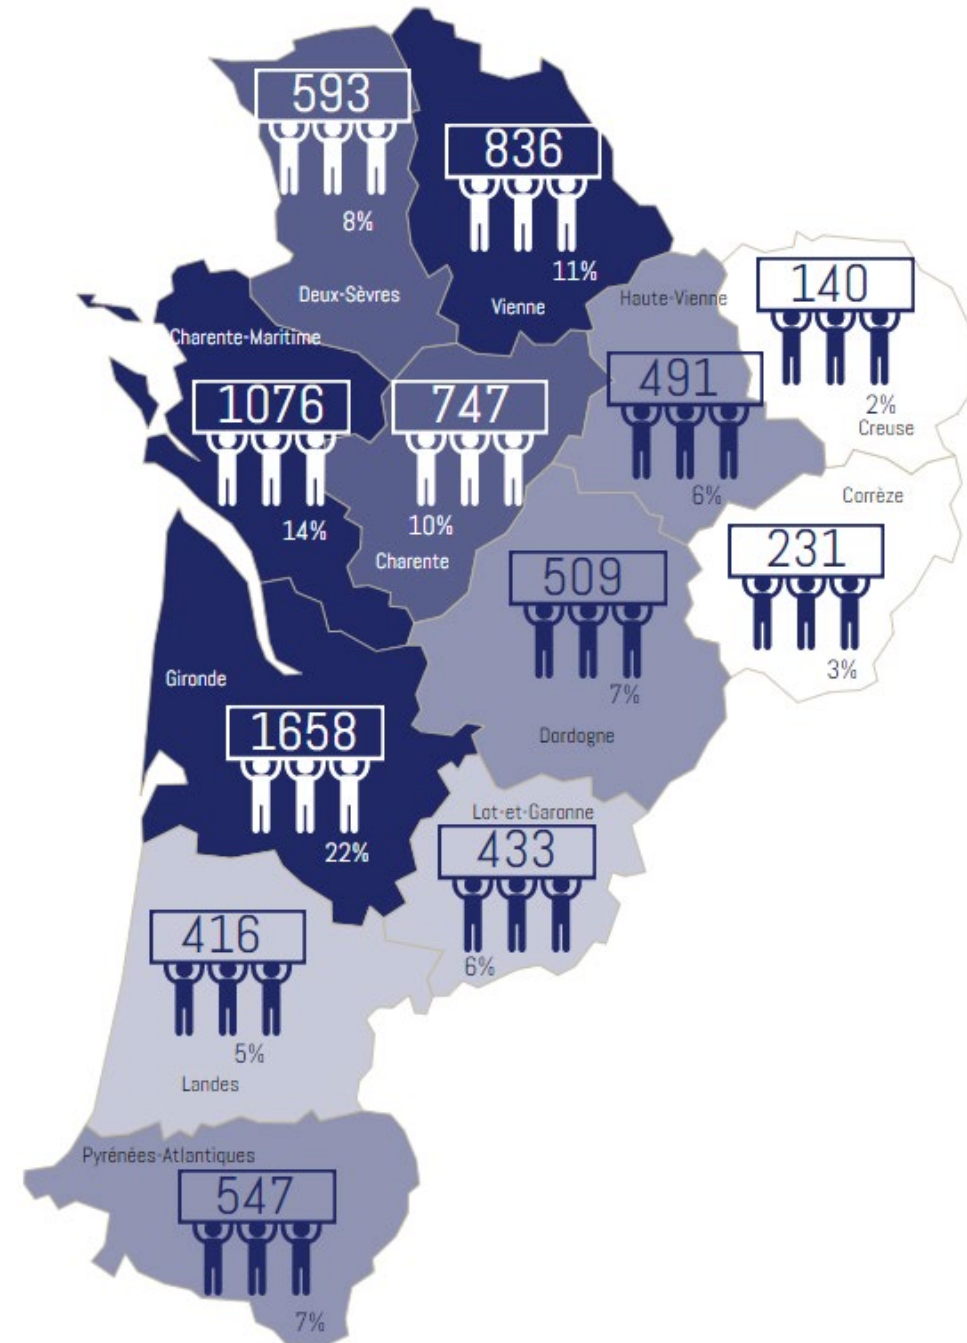 593
8%
Deux-Sèvres
836
11%
Vienne
Haute-Vienne
491
6%
140
2%
Creuse
Charente-Maritime
1076
14%
747
10%
Charente
Corrèze
231
3%
509
7%
Dordogne
Gironde
1658
22%
Lot-et-Garonne
433
6%
416
5%
Landes
Pyrénées-Atlantiques
547
7%